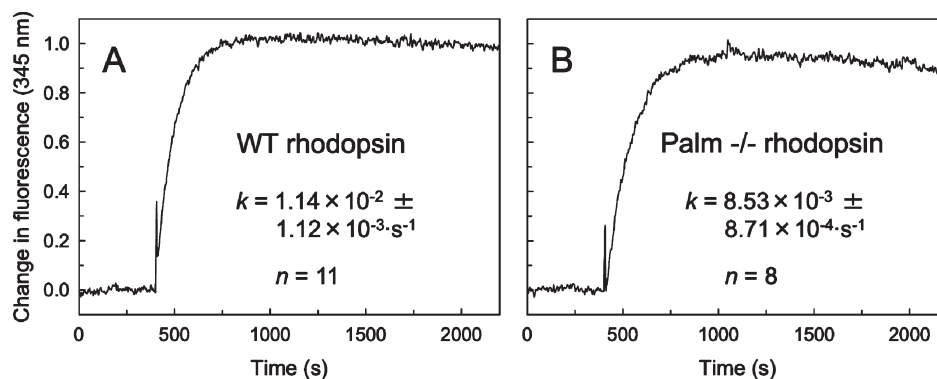 Change in fluorescence (345 nm)
1.0
0.8
0.6
0.4
0.2
0.0
A
WT rhodopsin
k = 1.14 × 10⁻² ±
1.12 × 10⁻³·s⁻¹
n = 11
0 500 1000 1500 2000
Time (s)
B
Palm -/- rhodopsin
k = 8.53 × 10⁻³ ±
8.71 × 10⁻⁴·s⁻¹
n = 8
0 500 1000 1500 2000
Time (s)